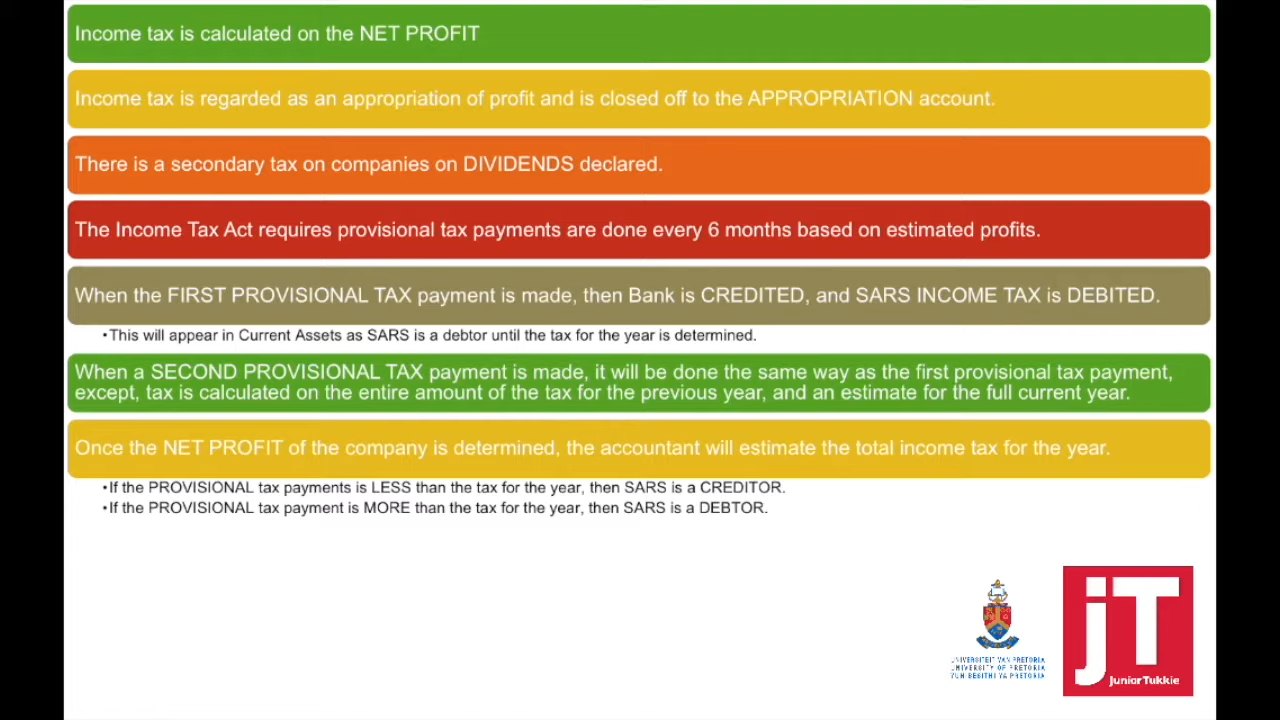 Income tax is calculated on the NET PROFIT
Income tax is regarded as an appropriation of profit and is closed off to the APPROPRIATION account.
There is a secondary tax on companies on DIVIDENDS declared.
The Income Tax Act requires provisional tax payments are done every 6 months based on estimated profits.
When the FIRST PROVISIONAL TAX payment is made, then Bank is CREDITED, and SARS INCOME TAX is DEBITED.
•This will appear in Current Assets as SARS is a debtor until the tax for the year is determined.
When a SECOND PROVISIONAL TAX payment is made, it will be done the same way as the first provisional tax payment,
except, tax is calculated on the entire amount of the tax for the previous year, and an estimate for the full current year.
Once the NET PROFIT of the company is determined, the accountant will estimate the total income tax for the year.
•If the PROVISIONAL tax payments is LESS than the tax for the year, then SARS is a CREDITOR.
•If the PROVISIONAL tax payment is MORE than the tax for the year, then SARS is a DEBTOR.
UNIVERSITEIT VAN PRETORIA
UNIVERSITY OF PRETORIA
YUNIBESITHI YA PRETORIA
jT
JuniorTukkie